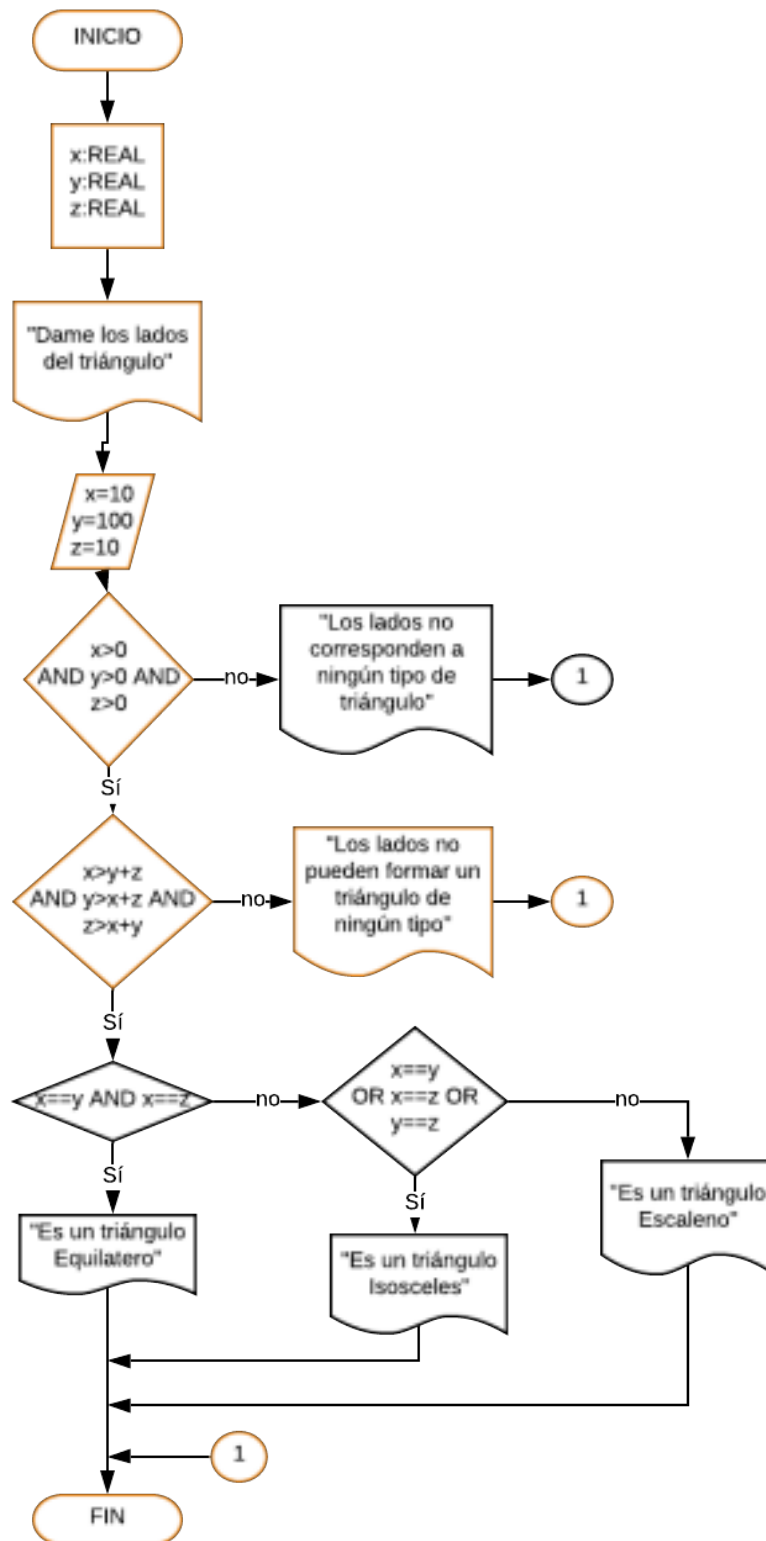 INICIO
x:REAL
y:REAL
z:REAL
"Dame los lados
del triángulo"
x=10
y=100
z=10
x>0
AND y>0 AND
z>0
no
"Los lados no
corresponden a
ningún tipo de
triángulo"
1
Sí
x>y+z
AND y>x+z AND
z>x+y
no
"Los lados no
pueden formar un
triángulo de
ningún tipo"
1
Sí
x==y AND x==z
no
x==y
OR x==z OR
y==z
no
Sí
Sí
"Es un triángulo
Escaleno"
"Es un triángulo
Equilatero"
"Es un triángulo
Isosceles"
1
FIN